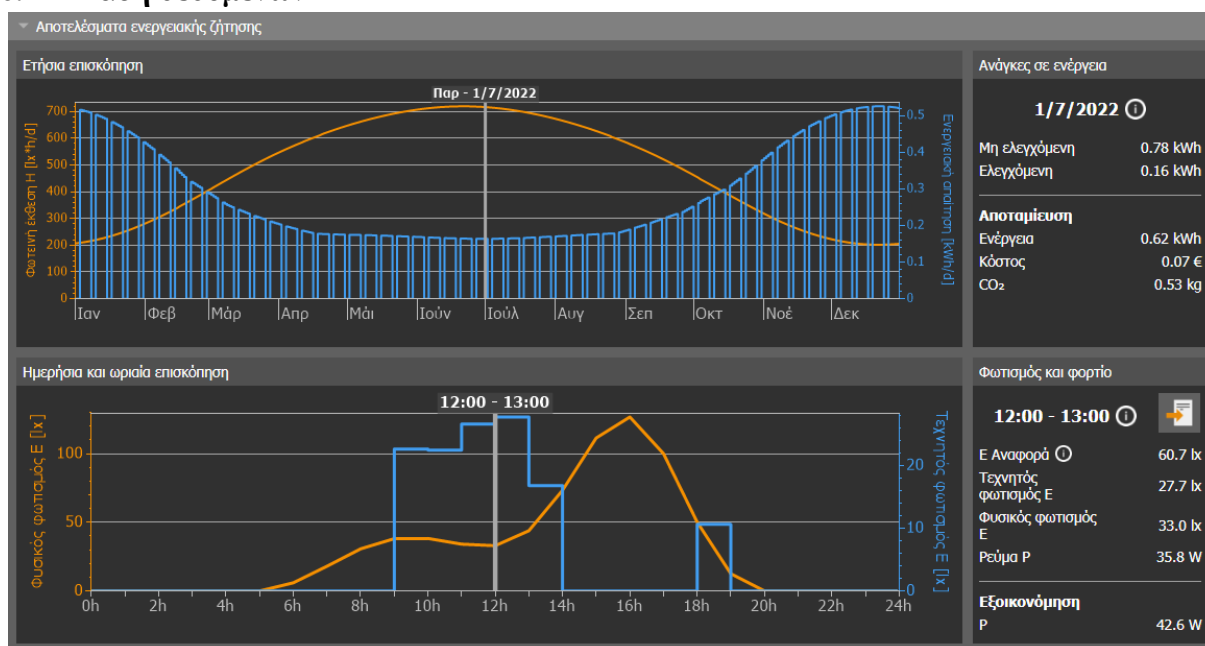 Αποτελέσματα ενεργειακής ζήτησης
Ετήσια επισκόπηση
Παρ - 1/7/2022
Φωτεινή έκθεση H [lx*h/d]
700
600
500
400
300
200
100
0
Ιαν Φεβ Μάρ Απρ Μάι Ιούν Ιούλ Αυγ Σεπ Οκτ Νοέ Δεκ
0.5
0.4
0.3
0.2
0.1
0
Ενεργειακή απαίτηση [kWh/d]
Ανάγκες σε ενέργεια
1/7/2022
Μη ελεγχόμενη 0.78 kWh
Ελεγχόμενη 0.16 kWh
Αποταμίευση
Ενέργεια 0.62 kWh
Κόστος 0.07 €
CO₂ 0.53 kg
Ημερήσια και ωριαία επισκόπηση
12:00 - 13:00
Φυσικός φωτισμός E [lx]
100
50
0
0h 2h 4h 6h 8h 10h 12h 14h 16h 18h 20h 22h 24h
20
10
0
Τεχνητός φωτισμός E [lx]
Φωτισμός και φορτίο
12:00 - 13:00
E Αναφορά 60.7 lx
Τεχνητός
φωτισμός E 27.7 lx
Φυσικός φωτισμός
E 33.0 lx
Ρεύμα P 35.8 W
Εξοικονόμηση
P 42.6 W